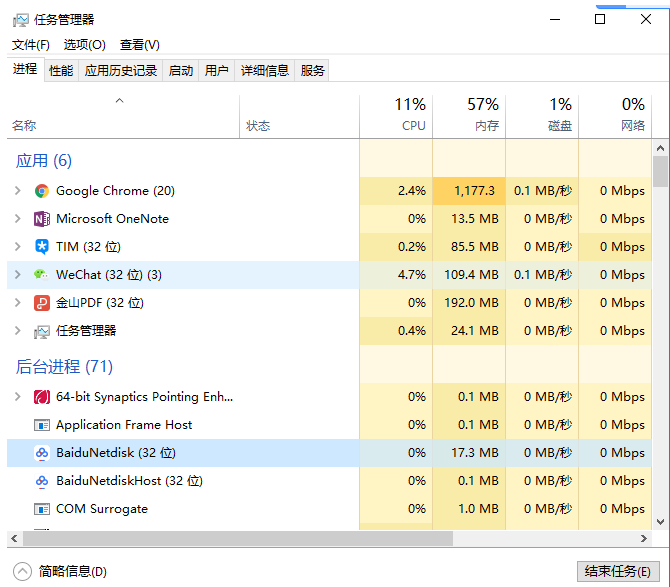 任务管理器
文件(F) 选项(O) 查看(V)
进程 性能 应用历史记录 启动 用户 详细信息 服务
11% 57% 1% 0%
名称 状态 CPU 内存 磁盘 网络
应用 (6)
Google Chrome (20) 2.4% 1,177.3 0.1 MB/秒 0 Mbps
Microsoft OneNote 0% 13.5 MB 0 MB/秒 0 Mbps
TIM (32 位) 0.2% 85.5 MB 0 MB/秒 0 Mbps
WeChat (32 位) (3) 4.7% 109.4 MB 0.1 MB/秒 0 Mbps
金山PDF (32 位) 0% 192.0 MB 0 MB/秒 0 Mbps
任务管理器 0.4% 24.1 MB 0 MB/秒 0 Mbps
后台进程 (71)
64-bit Synaptics Pointing Enh... 0% 0.1 MB 0 MB/秒 0 Mbps
Application Frame Host 0% 0.1 MB 0 MB/秒 0 Mbps
BaiduNetdisk (32 位) 0% 17.3 MB 0 MB/秒 0 Mbps
BaiduNetdiskHost (32 位) 0% 0.1 MB 0 MB/秒 0 Mbps
COM Surrogate 0% 1.0 MB 0 MB/秒 0 Mbps
简略信息(D) 结束任务(E)